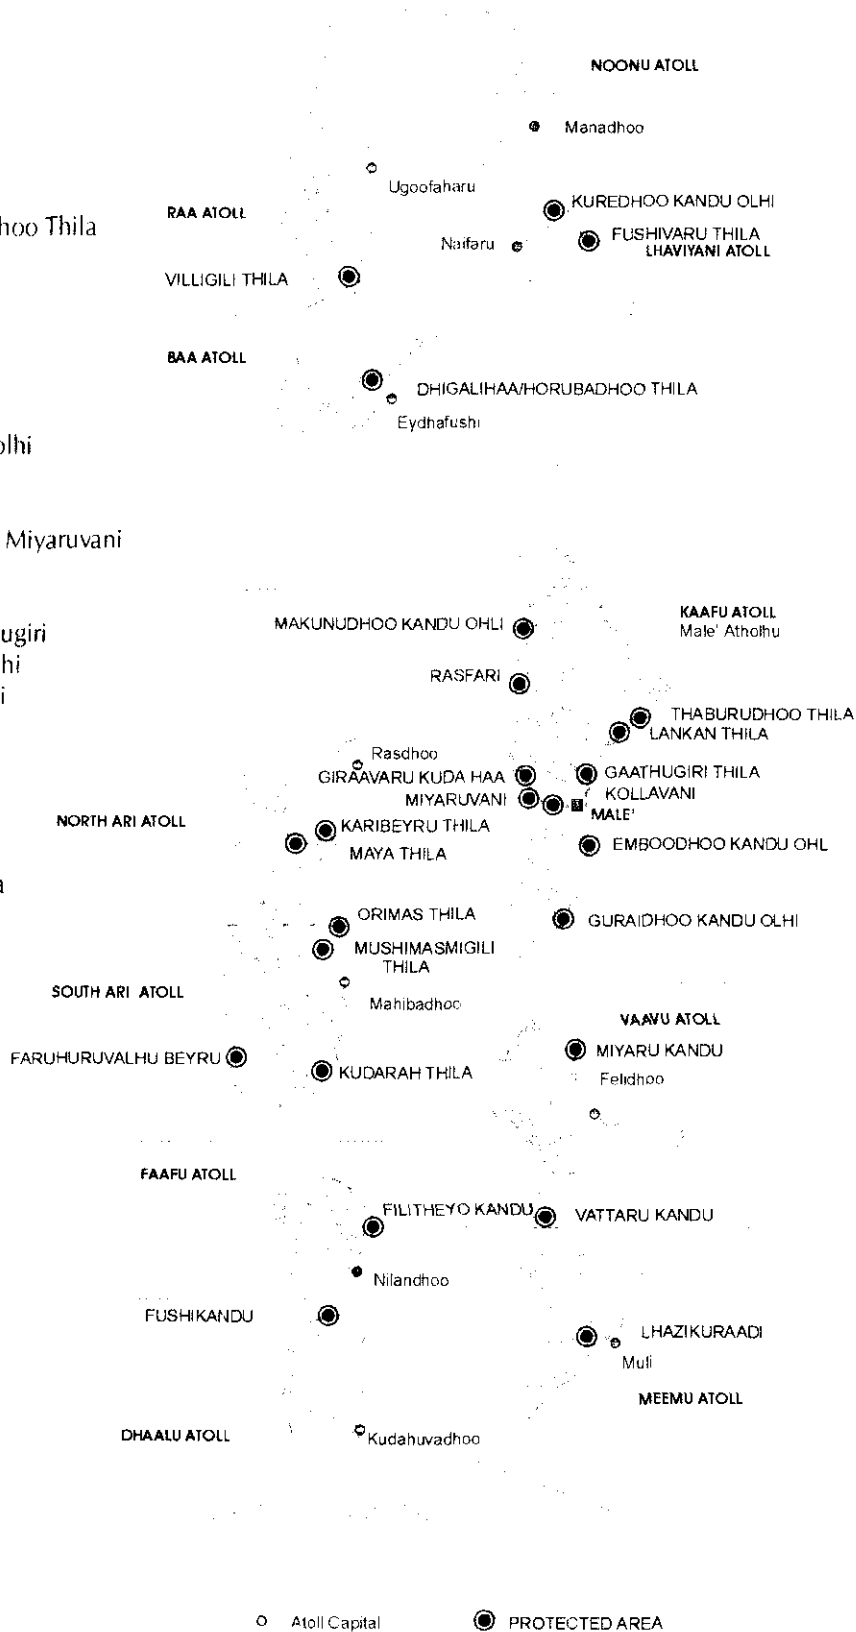 NOONU ATOLL
Manadhoo
Ugoofaharu
KUREDHOO KANDU OLHI
RAA ATOLL
hoo Thila
FUSHIVARU THILA
Naifaru
LHAVIYANI ATOLL
VILLIGILI THILA
BAA ATOLL
DHIGALIHAA/HORUBADHOO THILA
Eydhafushi
olhi
Miyaruvani
MAKUNUDHOO KANDU OHLI
KAAFU ATOLL
Male' Atholhu
ugiri
hi
RASFARI
i
THABURUDHOO THILA
LANKAN THILA
Rasdhoo
GIRAAVARU KUDA HAA
GAATHUGIRI THILA
MIYARUVANI
KOLLAVANI
MALE'
NORTH ARI ATOLL
KARIBEYRU THILA
MAYA THILA
EMBOODHOO KANDU OHL
a
ORIMAS THILA
GURAIDHOO KANDU OLHI
MUSHIMASMIGILI
THILA
SOUTH ARI ATOLL
Mahibadhoo
VAAVU ATOLL
FARUHURUVALHU BEYRU
MIYARU KANDU
KUDARAH THILA
Felidhoo
FAAFU ATOLL
FILITHEYO KANDU
VATTARU KANDU
Nilandhoo
FUSHIKANDU
LHAZIKURAADI
Muli
MEEMU ATOLL
DHAALU ATOLL
Kudahuvadhoo
Atoll Capital
PROTECTED AREA